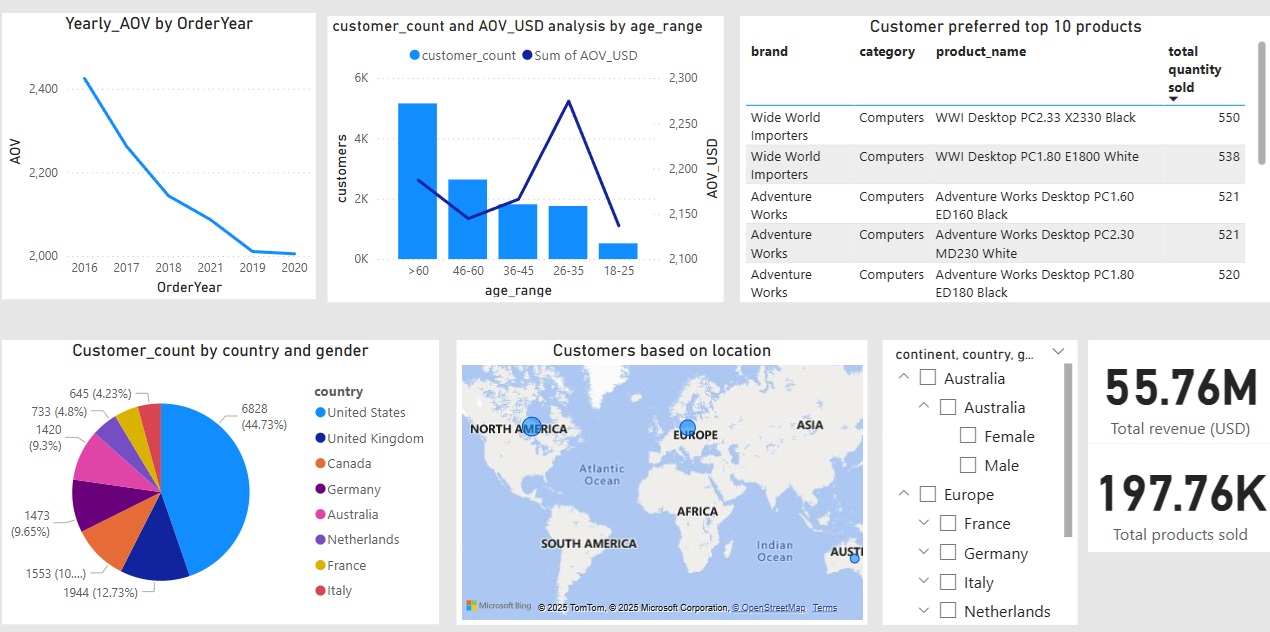 Yearly_AOV by OrderYear
2,400
2,200
2,000
AOV
2016 2017 2018 2021 2019 2020
OrderYear
customer_count and AOV_USD analysis by age_range
customer_count Sum of AOV_USD
6K
4K
2K
0K
customers
2,300
2,250
2,200
2,150
2,100
AOV_USD
>60 46-60 36-45 26-35 18-25
age_range
Customer preferred top 10 products
brand category product_name total
quantity
sold
Wide World Computers WWI Desktop PC2.33 X2330 Black 550
Importers
Wide World Computers WWI Desktop PC1.80 E1800 White 538
Importers
Adventure Computers Adventure Works Desktop PC1.60 521
Works ED160 Black
Adventure Computers Adventure Works Desktop PC2.30 521
Works MD230 White
Adventure Computers Adventure Works Desktop PC1.80 520
Works ED180 Black
Customer_count by country and gender
645 (4.23%)
733 (4.8%)
1420
(9.3%)
1473
(9.65%)
1553 (10....)
1944 (12.73%)
6828
(44.73%)
country
United States
United Kingdom
Canada
Germany
Australia
Netherlands
France
Italy
Customers based on location
NORTH AMERICA
EUROPE
ASIA
Atlantic
Ocean
AFRICA
SOUTH AMERICA
Indian
Ocean
AUSTI
Microsoft Bing
© 2025 TomTom, © 2025 Microsoft Corporation, © OpenStreetMap Terms
continent, country, g...
Australia
Australia
Female
Male
Europe
France
Germany
Italy
Netherlands
55.76M
Total revenue (USD)
197.76K
Total products sold